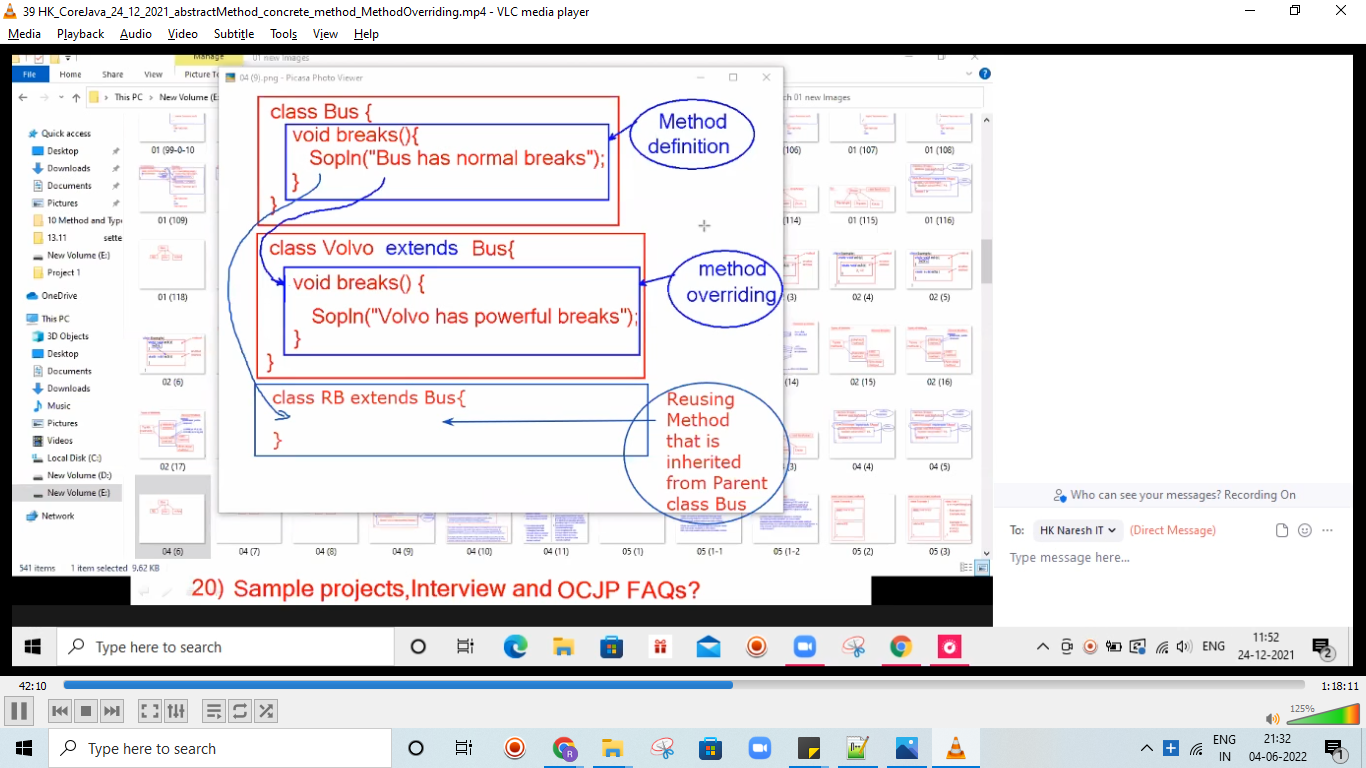 39 HK_CoreJava_24_12_2021_abstractMethod_concrete_method_MethodOverriding.mp4 - VLC media player
Media Playback Audio Video Subtitle Tools View Help
Manage 01 new Images
File Home Share View Picture
04 (9).png - Picasa Photo Viewer
This PC > New Volume (E:
01 new Images
Quick access
Desktop
Downloads
Documents
Pictures
10 Method and Type
13.11 sette
New Volume (E:)
Project 1
OneDrive
This PC
3D Objects
Desktop
Documents
Downloads
Music
Pictures
Videos
Local Disk (C:)
New Volume (D:)
New Volume (E:)
Network
01 (99-0-10
01 (109)
01 (118)
02 (6)
02 (17)
class Bus {
void breaks(){
Sopln("Bus has normal breaks");
}
}
Method
definition
class Volvo extends Bus{
void breaks() {
Sopln("Volvo has powerful breaks");
}
}
method
overriding
class RB extends Bus{
}
Reusing
Method
that is
inherited
from Parent
class Bus
(106) 01 (107) 01 (108)
(114) 01 (115) 01 (116)
(3) 02 (4) 02 (5)
(14) 02 (15) 02 (16)
(3) 04 (4) 04 (5)
04 (6) 04 (7) 04 (8) 04 (9) 04 (10) 04 (11) 05 (1) 05 (1-1 05 (1-2 05 (2) 05 (3)
541 items 1 item selected 9.62 KB
20) Sample projects,Interview and OCJP FAQs?
Who can see your messages? Recording On
To: HK Naresh IT (Direct Message)
Type message here...
Type here to search
ENG
11:52
24-12-2021
2
42:10
1:18:11
125%
Type here to search
R
ENG
IN
21:32
04-06-2022
1